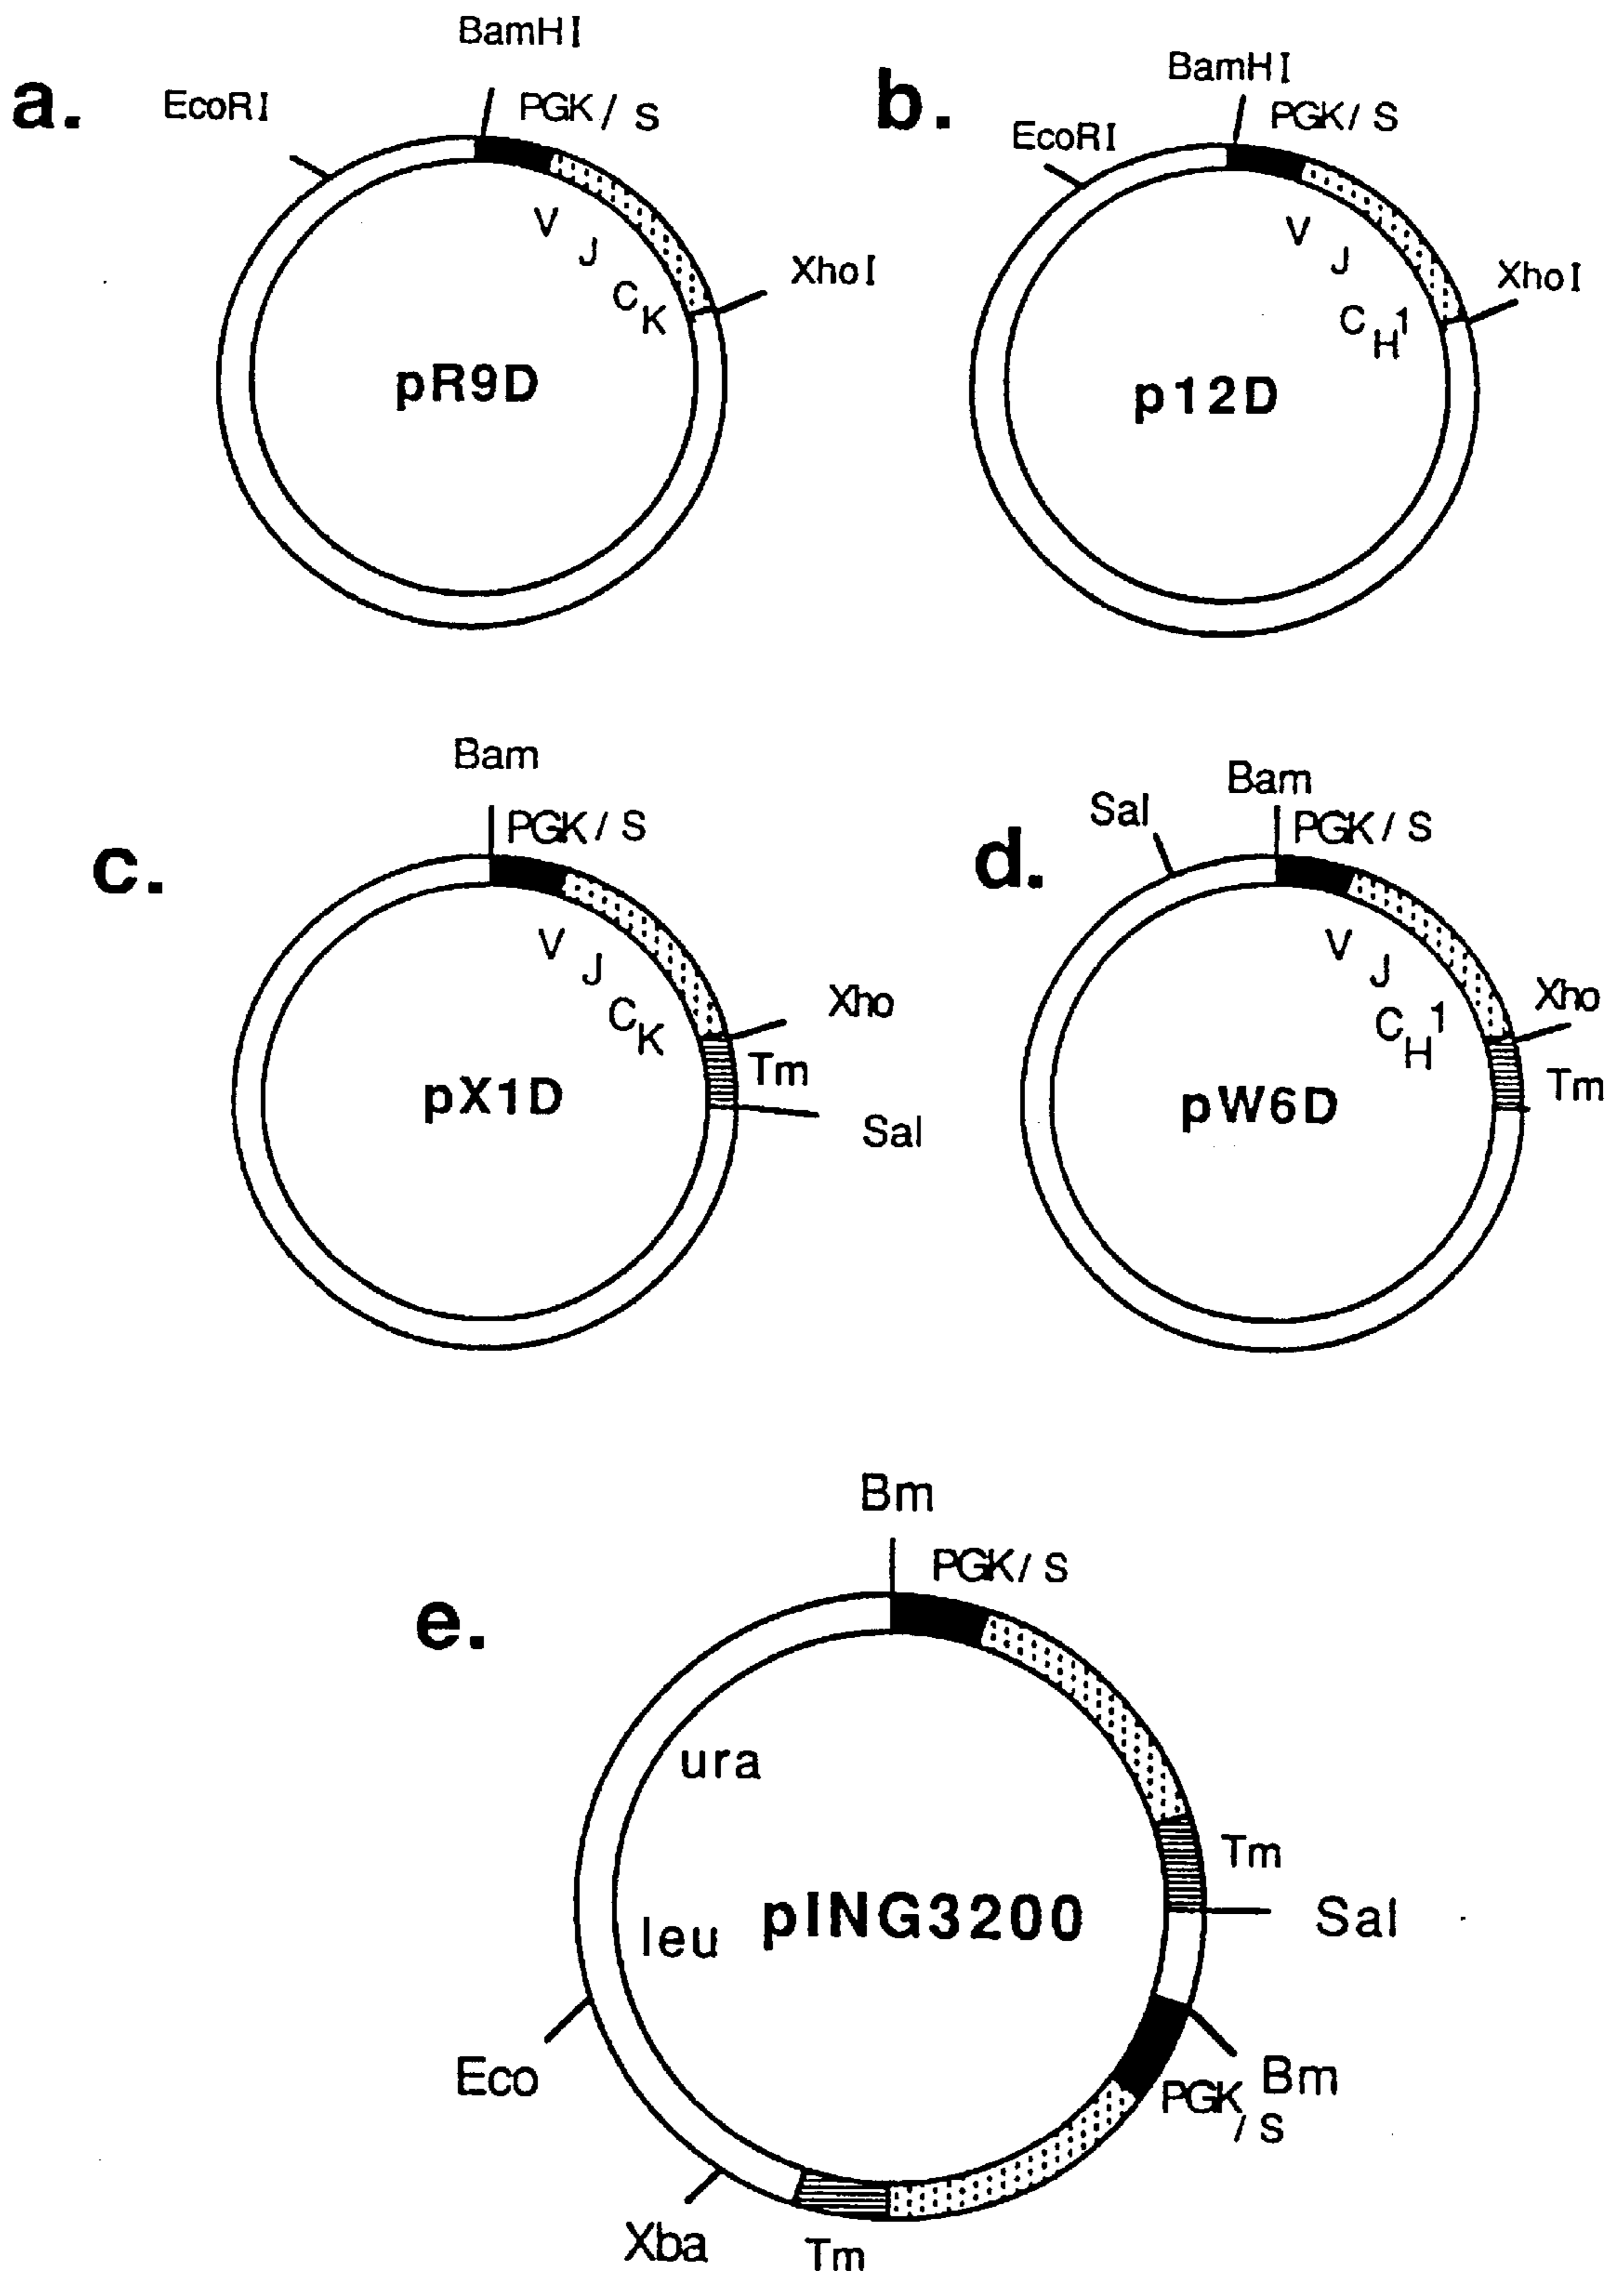 a.
BamHI
EcoRI
PGK / S
V
J
CK
XhoI
pR9D
b.
BamHI
EcoRI
PGK/ S
V
J
CH1
XhoI
p12D
c.
Bam
PGK/ S
V
J
CK
Xho
Tm
Sal
pX1D
d.
Sal
Bam
PGK/ S
V
J
CH1
Xho
Tm
pW6D
e.
Bm
PGK/ S
ura
Tm
leu
pING3200
Sal
Eco
Bm
PGK
/ S
Xba
Tm